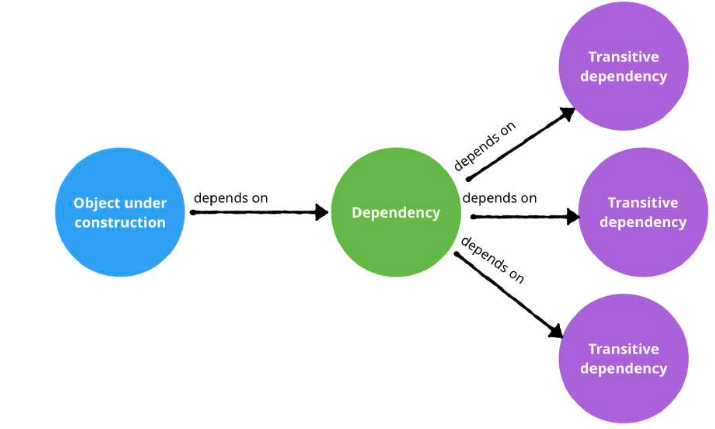 Transitive
dependency
depends on
Object under
construction
depends on
Dependency
depends on
Transitive
dependency
depends on
Transitive
dependency